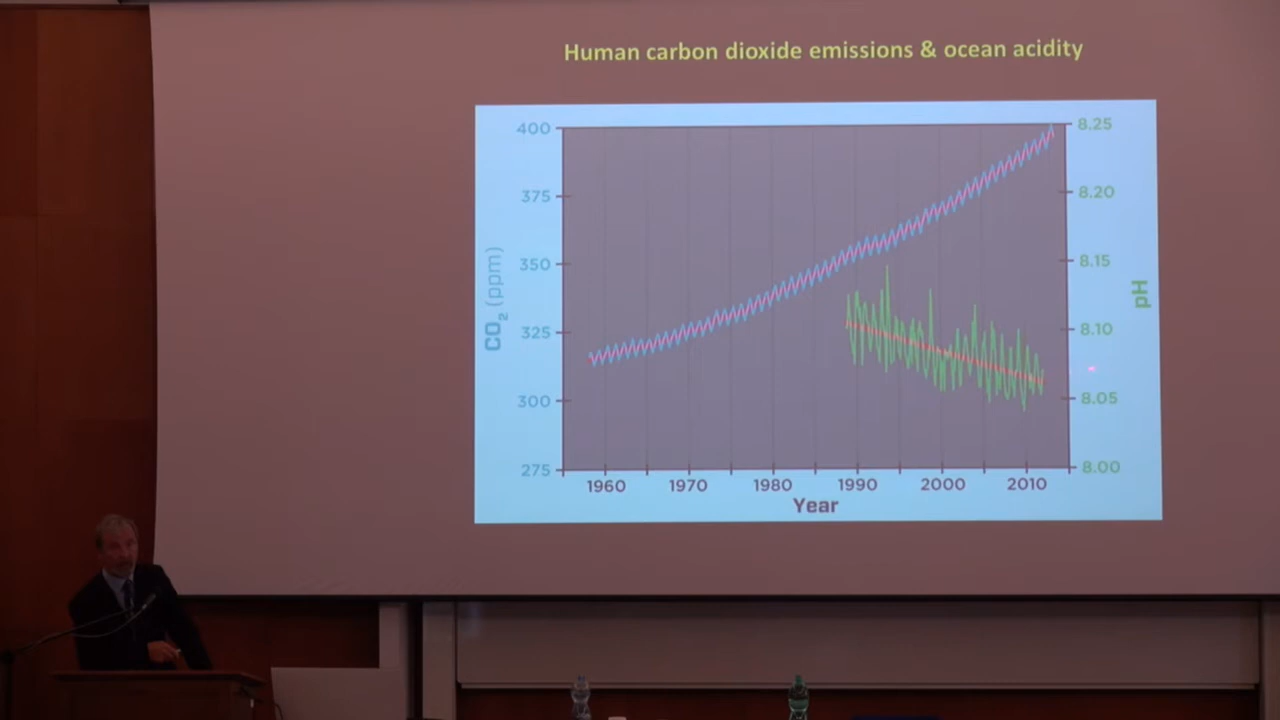 Human carbon dioxide emissions & ocean acidity
400
375
350
325
300
275
CO₂ (ppm)
8.25
8.20
8.15
8.10
8.05
8.00
pH
1960 1970 1980 1990 2000 2010
Year